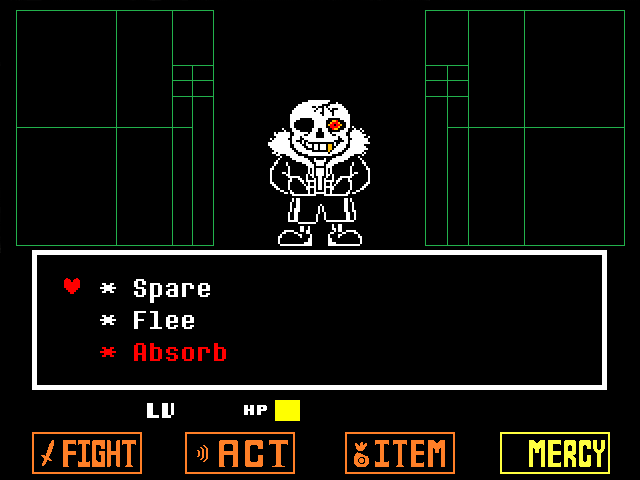 * Spare
* Flee
* Absorb
LV HP
FIGHT ACT ITEM MERCY